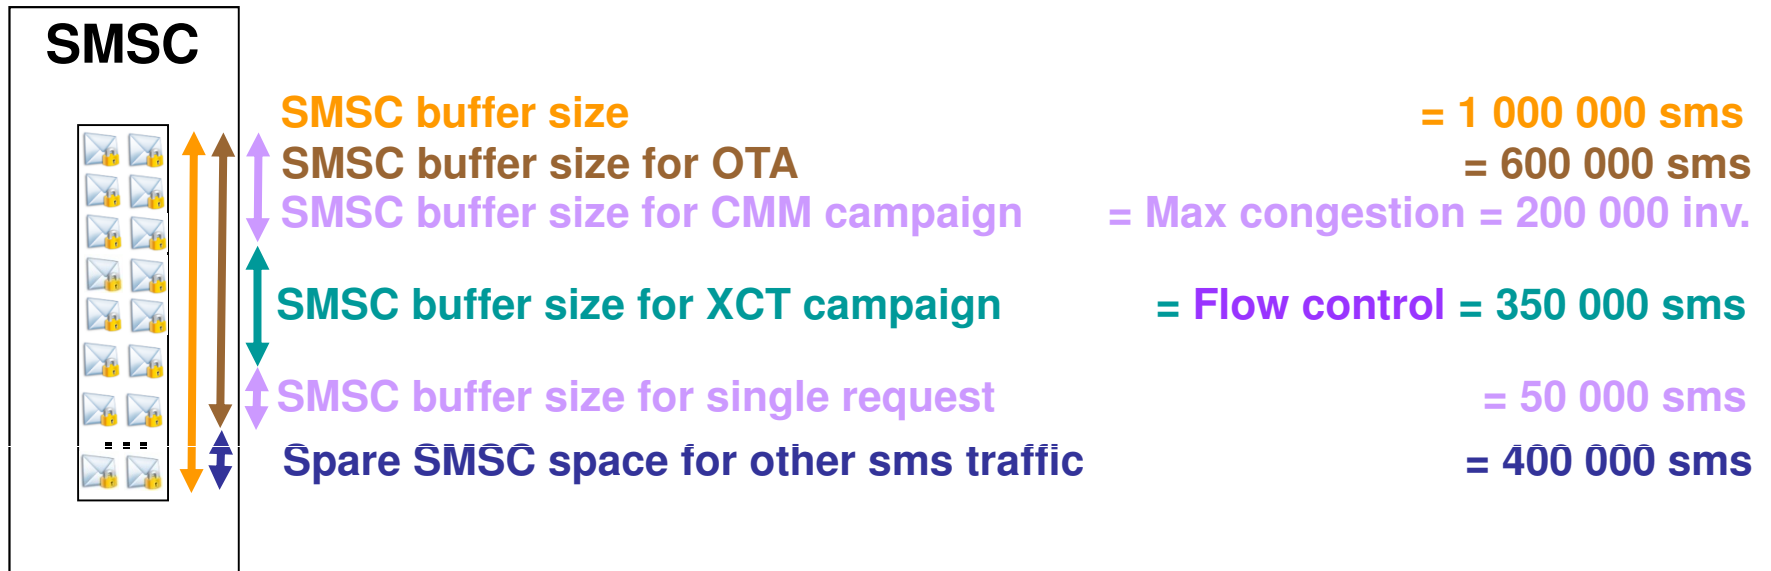 SMSC
SMSC buffer size = 1 000 000 sms
SMSC buffer size for OTA = 600 000 sms
SMSC buffer size for CMM campaign = Max congestion = 200 000 inv.
SMSC buffer size for XCT campaign = Flow control = 350 000 sms
SMSC buffer size for single request = 50 000 sms
...
Spare SMSC space for other sms traffic = 400 000 sms